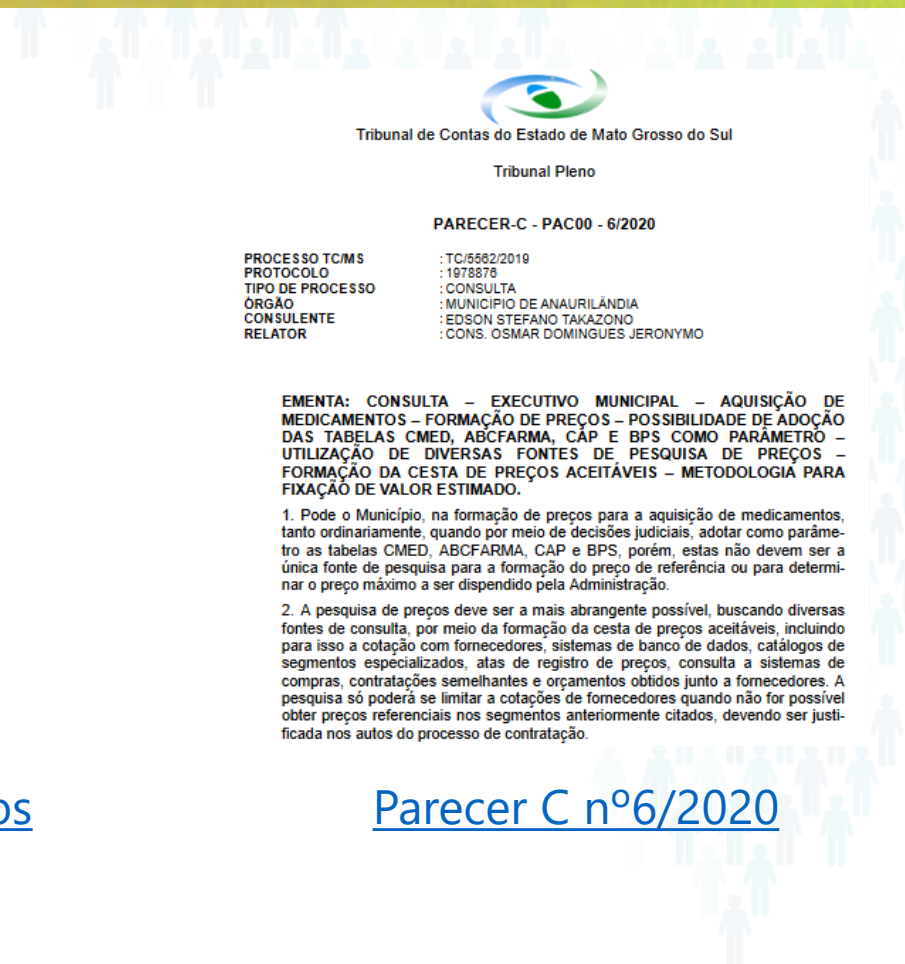 Tribunal de Contas do Estado de Mato Grosso do Sul
Tribunal Pleno
PARECER-C - PAC00 - 6/2020
PROCESSO TC/MS : TC/5562/2019
PROTOCOLO : 1978876
TIPO DE PROCESSO : CONSULTA
ÓRGÃO : MUNICÍPIO DE ANAURILÂNDIA
CONSULENTE : EDSON STEFANO TAKAZONO
RELATOR : CONS. OSMAR DOMINGUES JERONYMO
EMENTA: CONSULTA – EXECUTIVO MUNICIPAL – AQUISIÇÃO DE
MEDICAMENTOS – FORMAÇÃO DE PREÇOS – POSSIBILIDADE DE ADOÇÃO
DAS TABELAS CMED, ABCFARMA, CAP E BPS COMO PARÂMETRO –
UTILIZAÇÃO DE DIVERSAS FONTES DE PESQUISA DE PREÇOS –
FORMAÇÃO DA CESTA DE PREÇOS ACEITÁVEIS – METODOLOGIA PARA
FIXAÇÃO DE VALOR ESTIMADO.
1. Pode o Município, na formação de preços para a aquisição de medicamentos,
tanto ordinariamente, quando por meio de decisões judiciais, adotar como parâme-
tro as tabelas CMED, ABCFARMA, CAP e BPS, porém, estas não devem ser a
única fonte de pesquisa para a formação do preço de referência ou para determi-
nar o preço máximo a ser dispendido pela Administração.
2. A pesquisa de preços deve ser a mais abrangente possível, buscando diversas
fontes de consulta, por meio da formação da cesta de preços aceitáveis, incluindo
para isso a cotação com fornecedores, sistemas de banco de dados, catálogos de
segmentos especializados, atas de registro de preços, consulta a sistemas de
compras, contratações semelhantes e orçamentos obtidos junto a fornecedores. A
pesquisa só poderá se limitar a cotações de fornecedores quando não for possível
obter preços referenciais nos segmentos anteriormente citados, devendo ser justi-
ficada nos autos do processo de contratação.
os
Parecer C nº6/2020